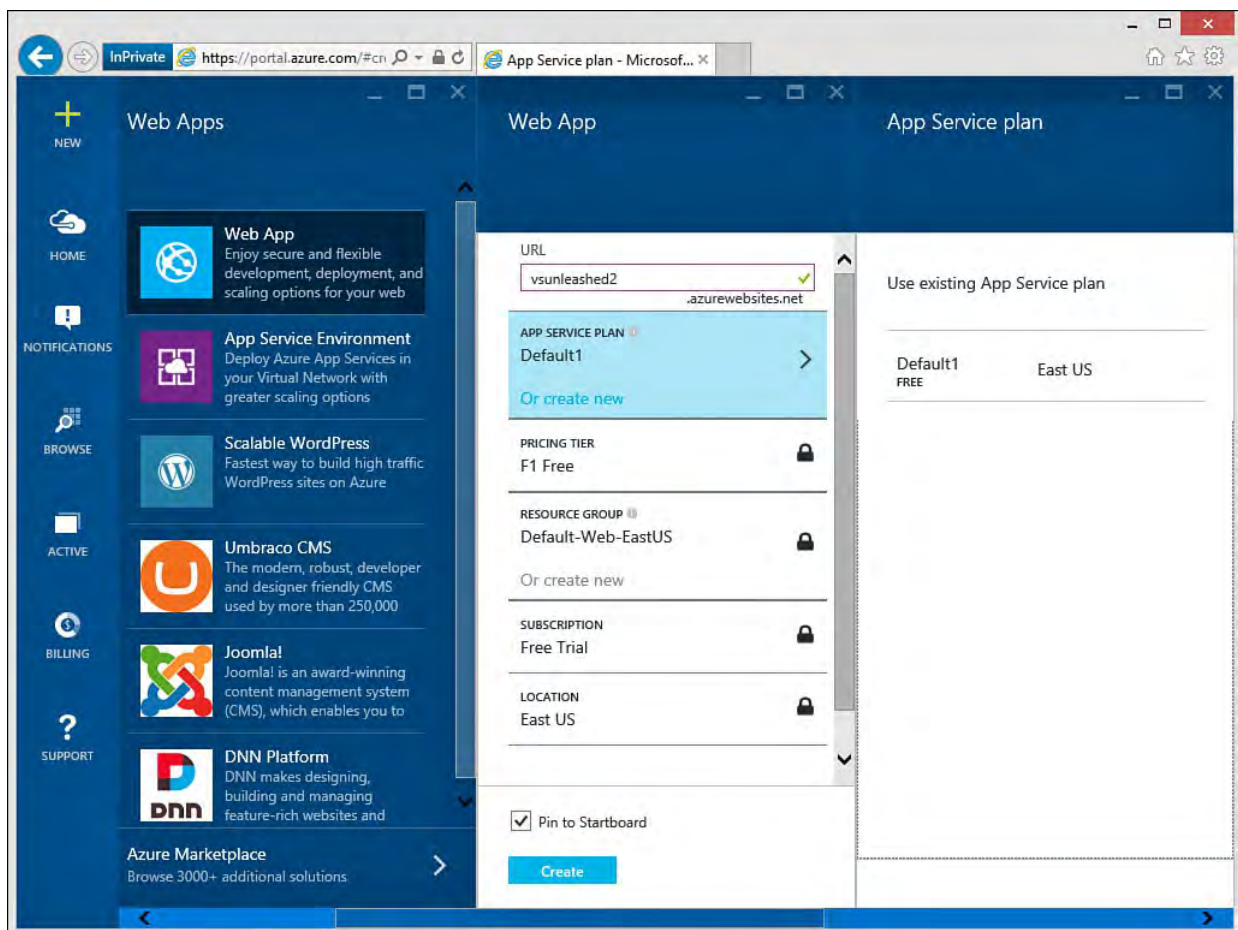 InPrivate
https://portal.azure.com/#cn
App Service plan - Microsof...
NEW
HOME
NOTIFICATIONS
BROWSE
ACTIVE
BILLING
SUPPORT
Web Apps
Web App
Enjoy secure and flexible
development, deployment, and
scaling options for your web
App Service Environment
Deploy Azure App Services in
your Virtual Network with
greater scaling options
Scalable WordPress
Fastest way to build high traffic
WordPress sites on Azure
Umbraco CMS
The modern, robust, developer
and designer friendly CMS
used by more than 250,000
Joomla!
Joomla! is an award-winning
content management system
(CMS), which enables you to
DNN
DNN Platform
DNN makes designing,
building and managing
feature-rich websites and
Azure Marketplace
Browse 3000+ additional solutions
Web App
URL
vsunleashed2
.azurewebsites.net
APP SERVICE PLAN
Default1
Or create new
PRICING TIER
F1 Free
RESOURCE GROUP
Default-Web-EastUS
Or create new
SUBSCRIPTION
Free Trial
LOCATION
East US
Pin to Startboard
Create
App Service plan
Use existing App Service plan
Default1 East US
FREE